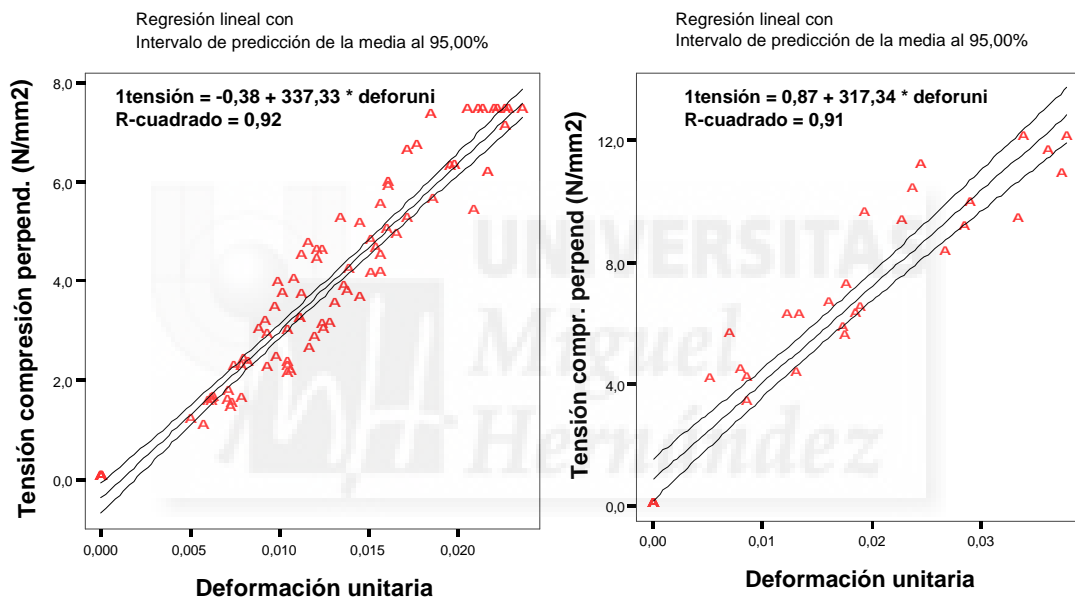 Regresión lineal con
Intervalo de predicción de la media al 95,00%
8,0
6,0
4,0
2,0
0,0
Tensión compresión perpend. (N/mm2)
1tensión = -0,38 + 337,33 * deforuni
R-cuadrado = 0,92
0,000
0,005
0,010
0,015
0,020
Deformación unitaria
Regresión lineal con
Intervalo de predicción de la media al 95,00%
12,0
8,0
4,0
0,0
Tensión compr. perpend (N/mm2)
1tensión = 0,87 + 317,34 * deforuni
R-cuadrado = 0,91
0,00
0,01
0,02
0,03
Deformación unitaria
UNIVERSITAS
Miguel
Hernández